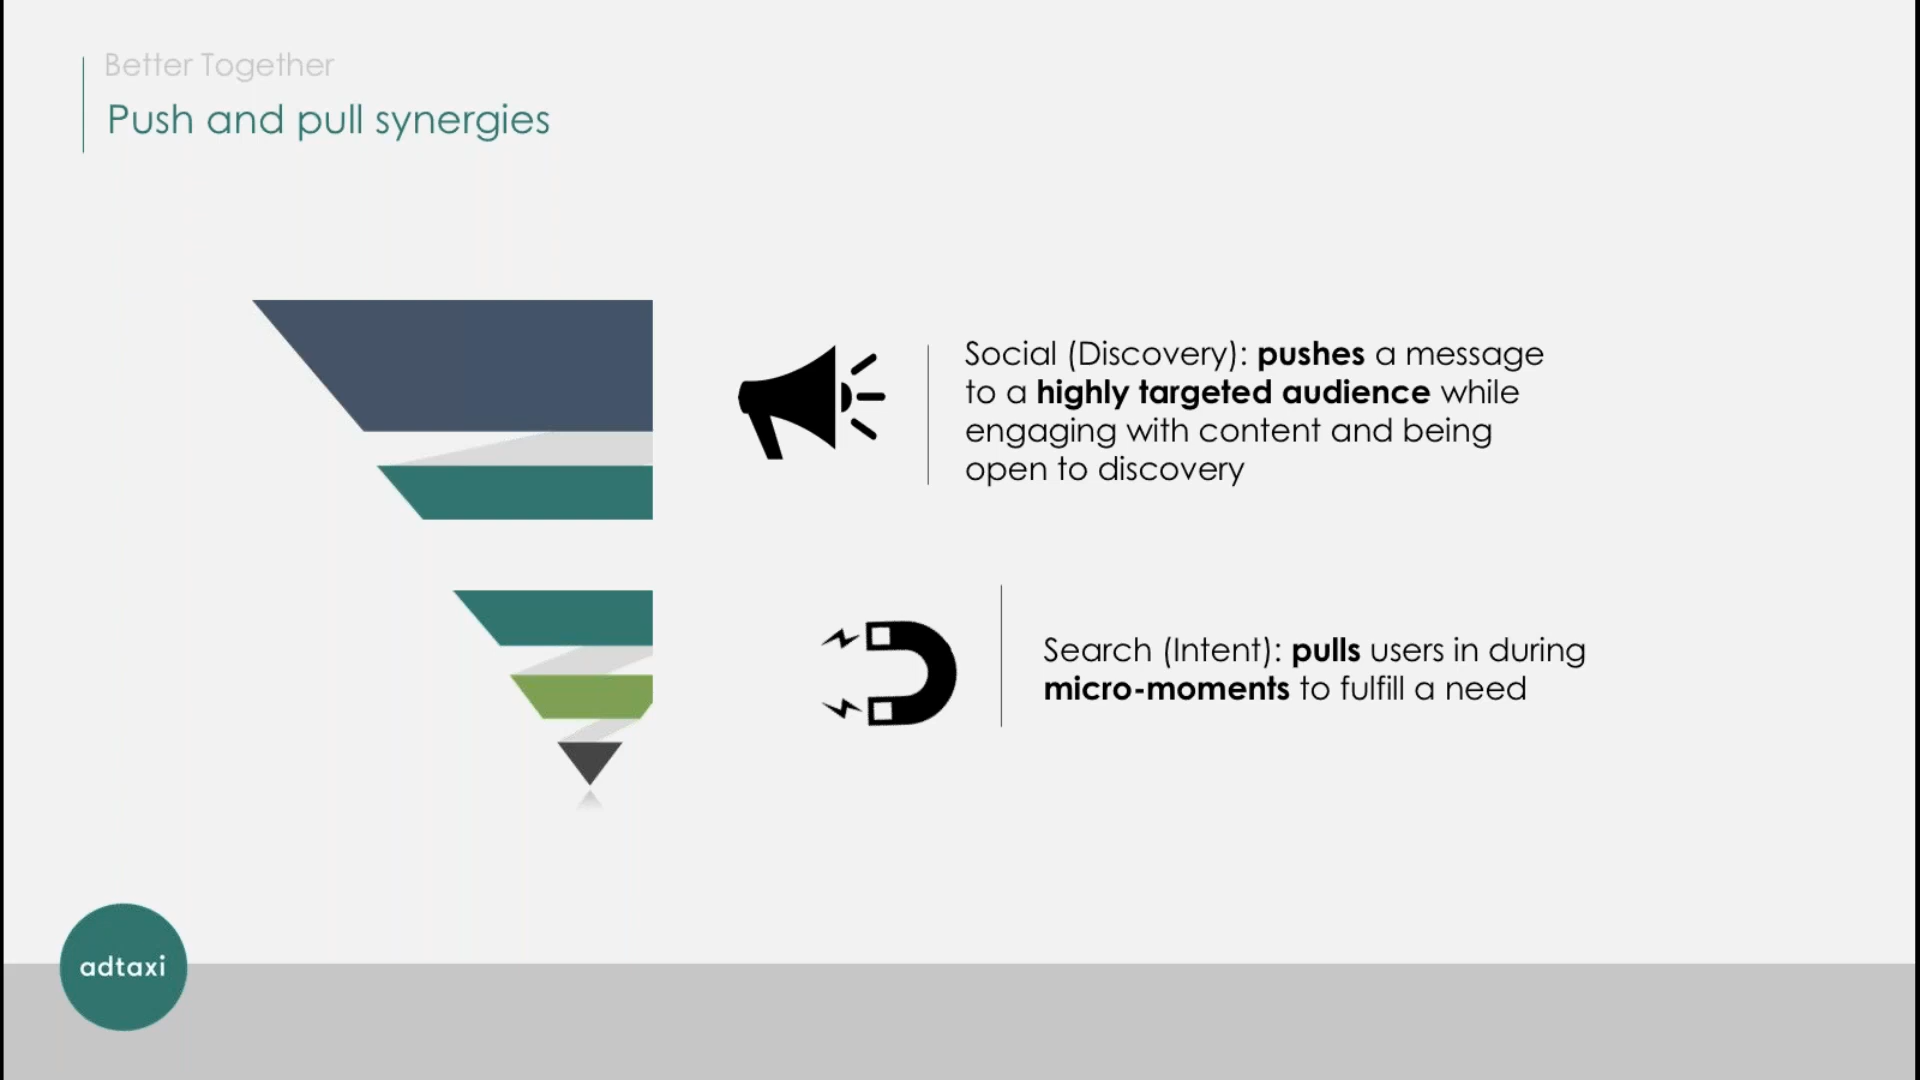 Better Together
Push and pull synergies
Social (Discovery): pushes a message
to a highly targeted audience while
engaging with content and being
open to discovery
Search (Intent): pulls users in during
micro-moments to fulfill a need
adtaxi